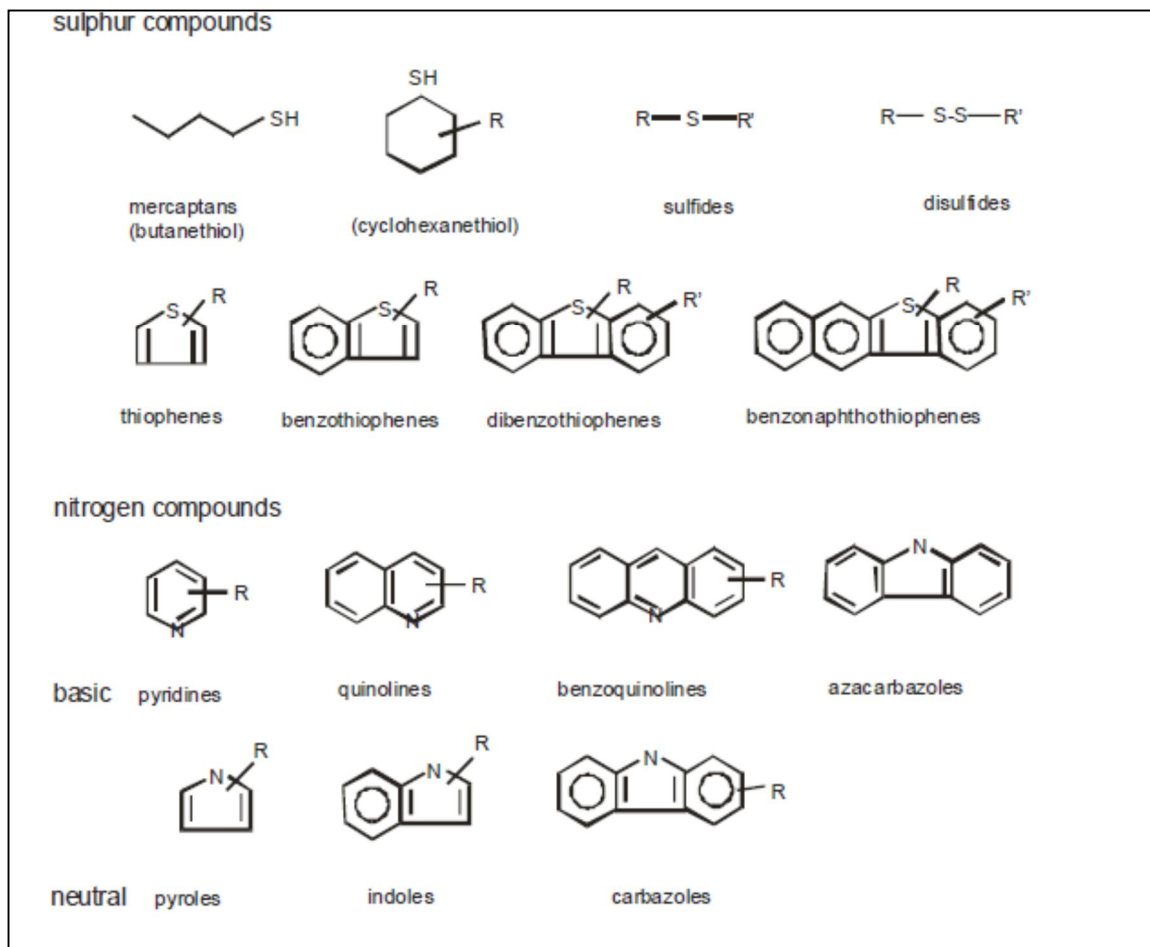 sulphur compounds
SH
SH
R
R S R'
R S-S R'
mercaptans
(butanethiol)
(cyclohexanethiol)
sulfides
disulfides
S R
S R
S R R'
S R R'
thiophenes
benzothiophenes
dibenzothiophenes
benzonaphthothiophenes
nitrogen compounds
N R
N R
N R
N
basic pyridines quinolines benzoquinolines azacarbazoles
N R
N R
N R
neutral pyroles indoles carbazoles